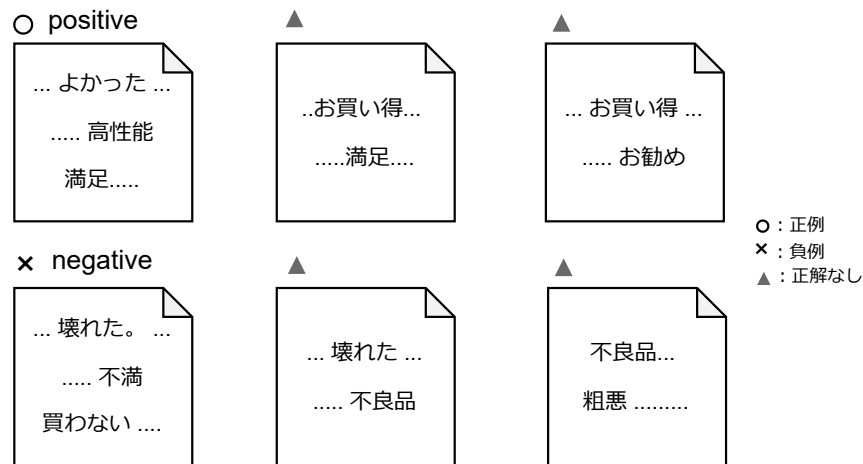 ○ positive
▲
▲
... よかった ...
..... 高性能
満足.....
..お買い得...
.....満足....
... お買い得 ...
..... お勧め
○ : 正例
× : 負例
▲ : 正解なし
× negative
▲
▲
... 壊れた。 ...
..... 不満
買わない ....
... 壊れた ...
..... 不良品
不良品...
粗悪 .........